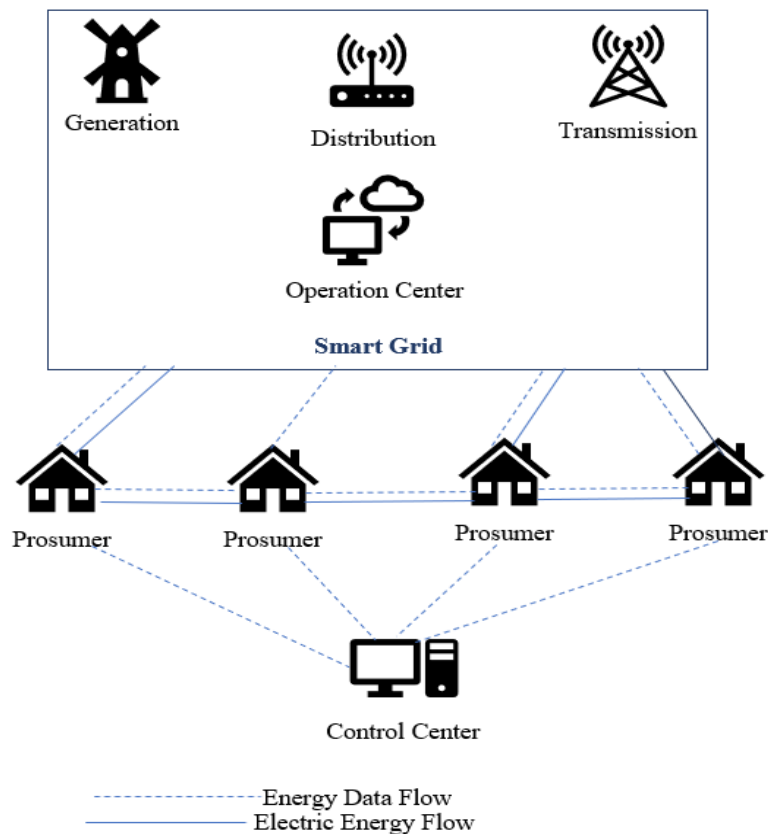 Generation
Distribution
Transmission
Operation Center
Smart Grid
Prosumer
Prosumer
Prosumer
Prosumer
Control Center
Energy Data Flow
Electric Energy Flow